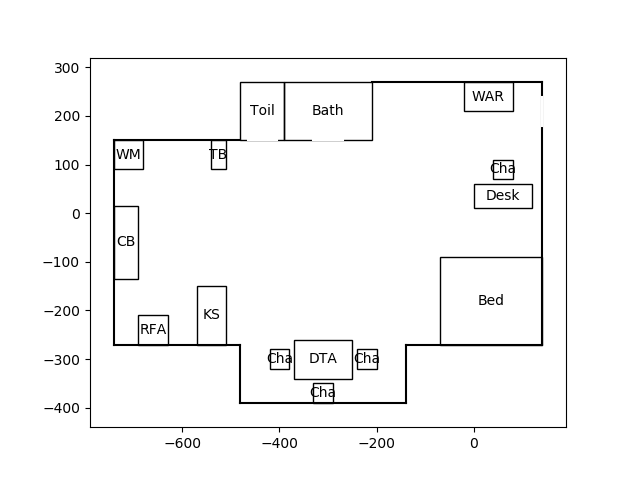 300
Toil Bath WAR
200
WM TB
100
Cha
Desk
0
CB
−100
Bed
−200
KS
RFA
−300
Cha DTA Cha
Cha
−400
−600 −400 −200 0